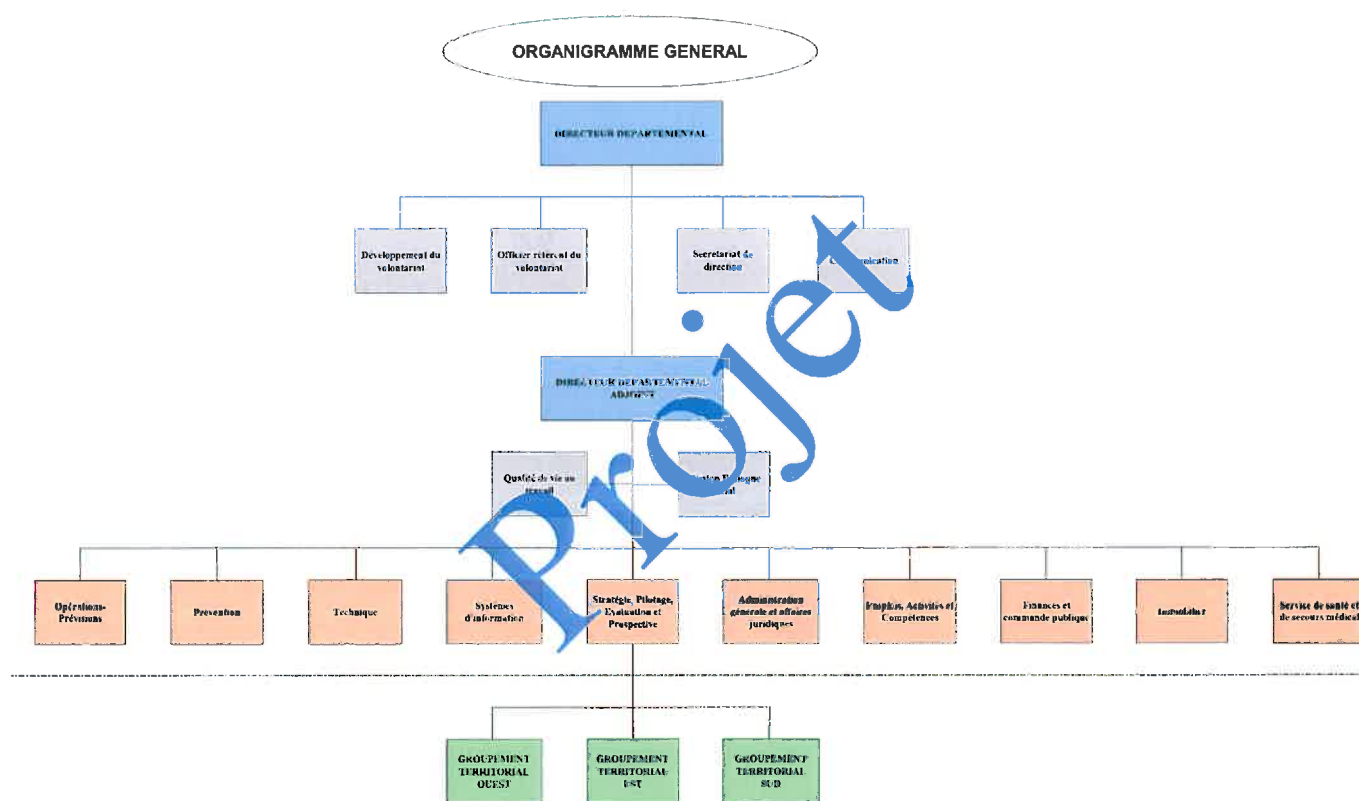 ORGANIGRAMME GENERAL
DIRECTEUR DEPARTEMENTAL
Développement du
volontariat
Officier référent du
volontariat
Secrétariat de
direction
DIRECTEUR DEPARTEMENTAL
ADJOINT
Qualité de vie au
travail
Projet
Opérations-
Prévisions
Prévention
Technique
Systèmes
d'information
Stratégie, Pilotage,
Evaluation et
Prospective
Administration
générale et affaires
juridiques
Emplois, Activités et
Compétences
Finances et
commande publique
Immobilier
Service de santé et
de secours médical
GROUPEMENT
TERRITORIAL
OUEST
GROUPEMENT
TERRITORIAL
EST
GROUPEMENT
TERRITORIAL
SUD